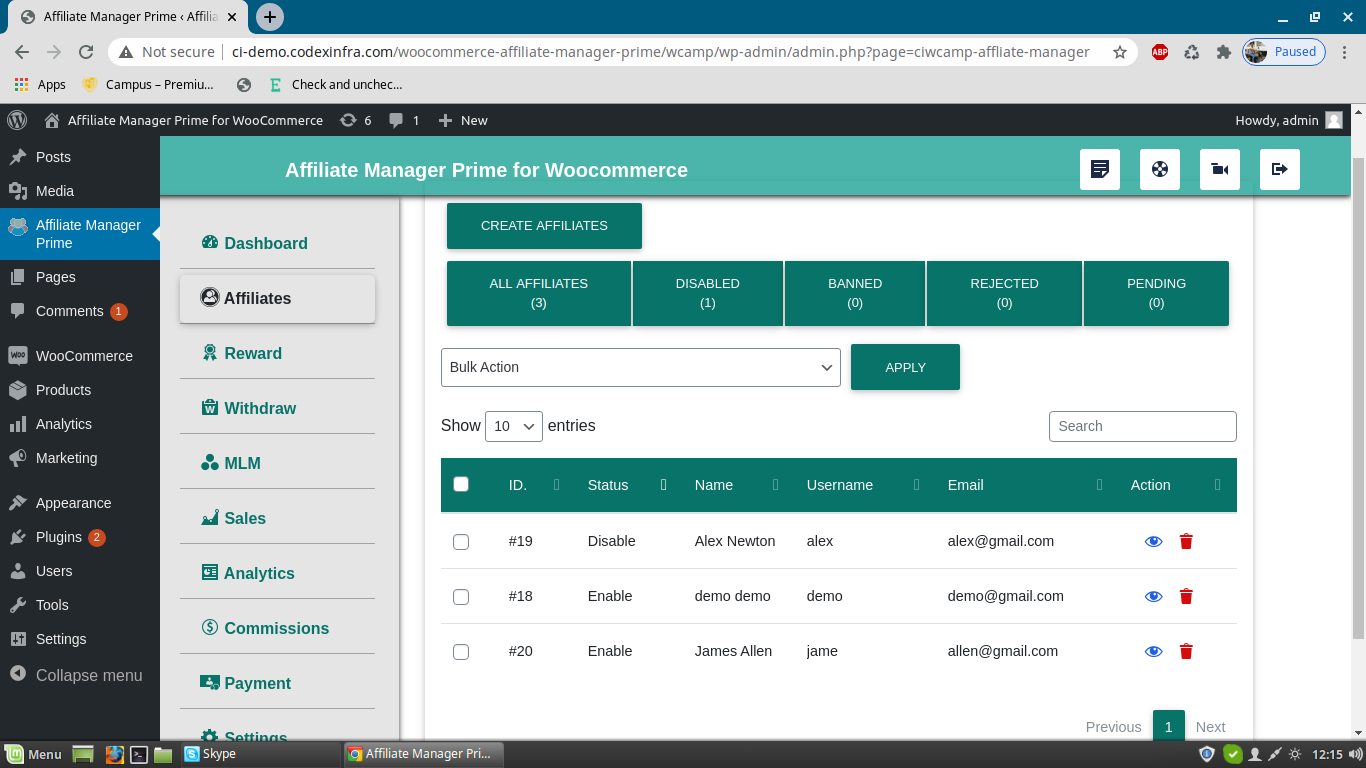 Affiliate Manager Prime ‹ Affilia
Not secure
ci-demo.codexinfra.com/woocommerce-affiliate-manager-prime/wcamp/wp-admin/admin.php?page=ciwcamp-affliate-manager
ABP
Paused
Apps
Campus – Premiu...
Check and unchec...
Affiliate Manager Prime for WooCommerce
6
1
New
Howdy, admin
Posts
Media
Affiliate Manager
Prime
Pages
Comments 1
WooCommerce
Products
Analytics
Marketing
Appearance
Plugins 2
Users
Tools
Settings
Collapse menu
Affiliate Manager Prime for Woocommerce
Dashboard
Affiliates
Reward
Withdraw
MLM
Sales
Analytics
Commissions
Payment
Settings
CREATE AFFILIATES
ALL AFFILIATES
(3)
DISABLED
(1)
BANNED
(0)
REJECTED
(0)
PENDING
(0)
Bulk Action
APPLY
Show 10 entries
Search
ID. Status Name Username Email Action
#19 Disable Alex Newton alex alex@gmail.com
#18 Enable demo demo demo demo@gmail.com
#20 Enable James Allen jame allen@gmail.com
Previous 1 Next
Menu
Skype
Affiliate Manager Pri...
12:15